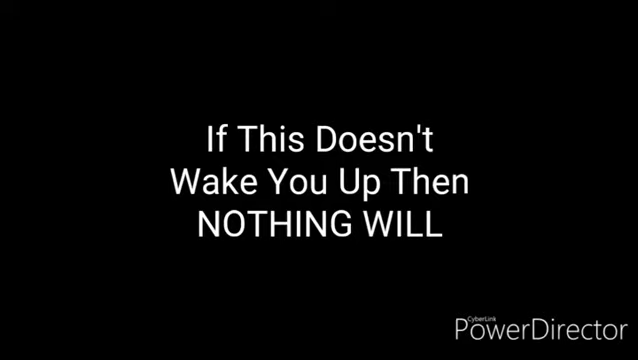 If This Doesn't
Wake You Up Then
NOTHING WILL
CyberLink
PowerDirector